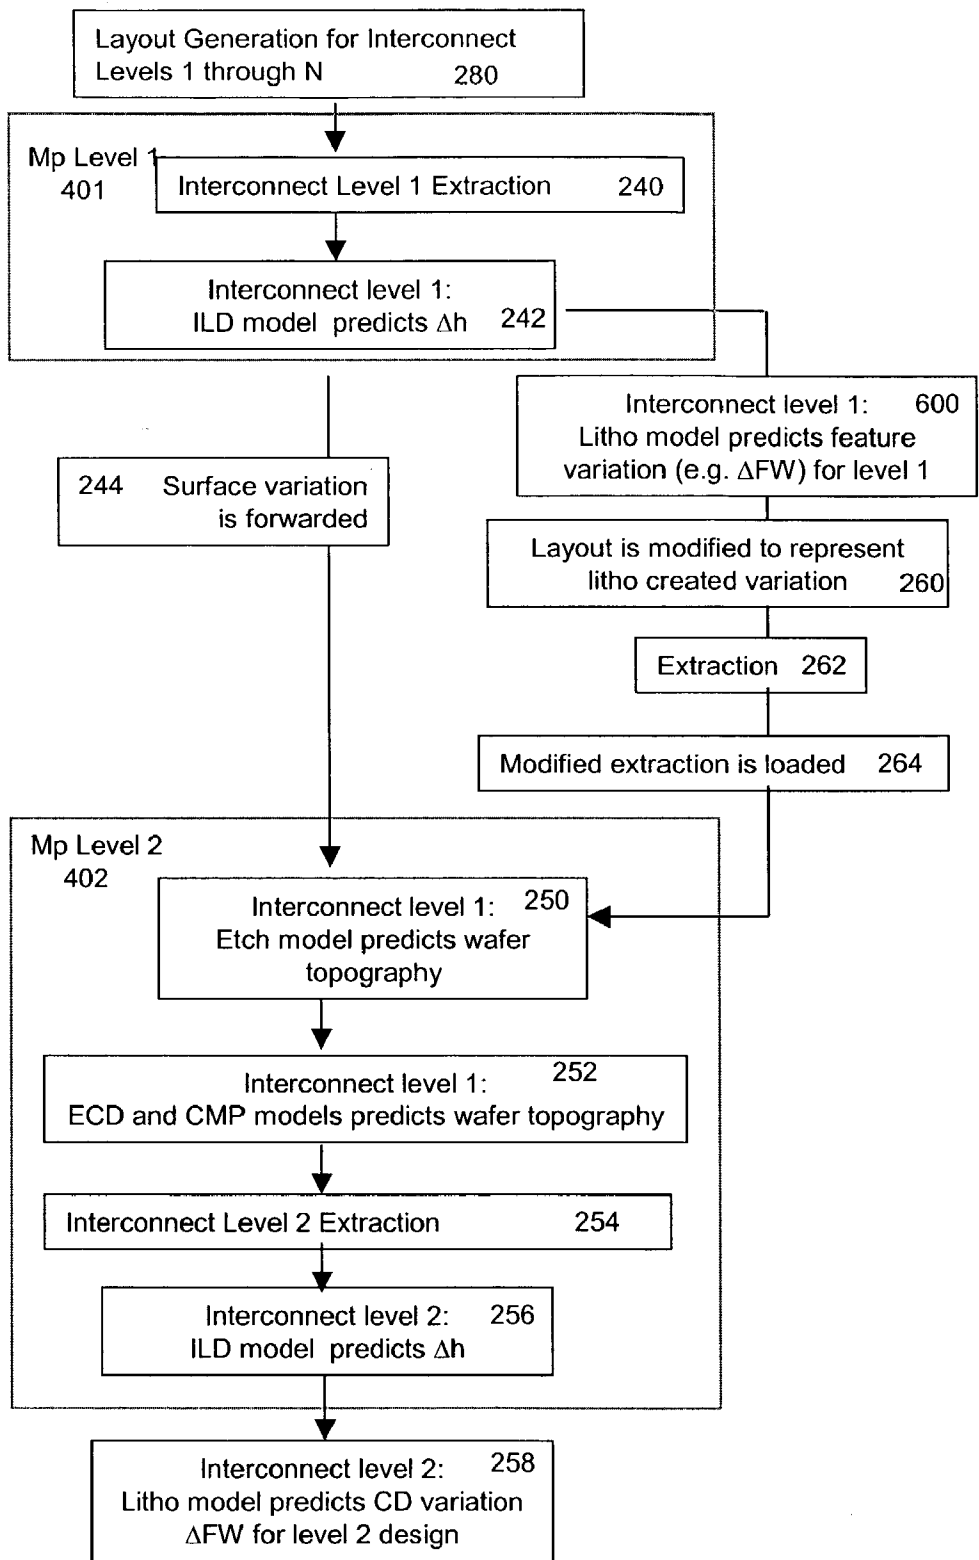 Layout Generation for Interconnect
Levels 1 through N 280
Mp Level 1
401
Interconnect Level 1 Extraction 240
Interconnect level 1:
ILD model predicts Δh 242
Interconnect level 1: 600
Litho model predicts feature
variation (e.g. ΔFW) for level 1
244 Surface variation
is forwarded
Layout is modified to represent
litho created variation 260
Extraction 262
Modified extraction is loaded 264
Mp Level 2
402
Interconnect level 1: 250
Etch model predicts wafer
topography
Interconnect level 1: 252
ECD and CMP models predicts wafer topography
Interconnect Level 2 Extraction 254
Interconnect level 2: 256
ILD model predicts Δh
Interconnect level 2: 258
Litho model predicts CD variation
ΔFW for level 2 design